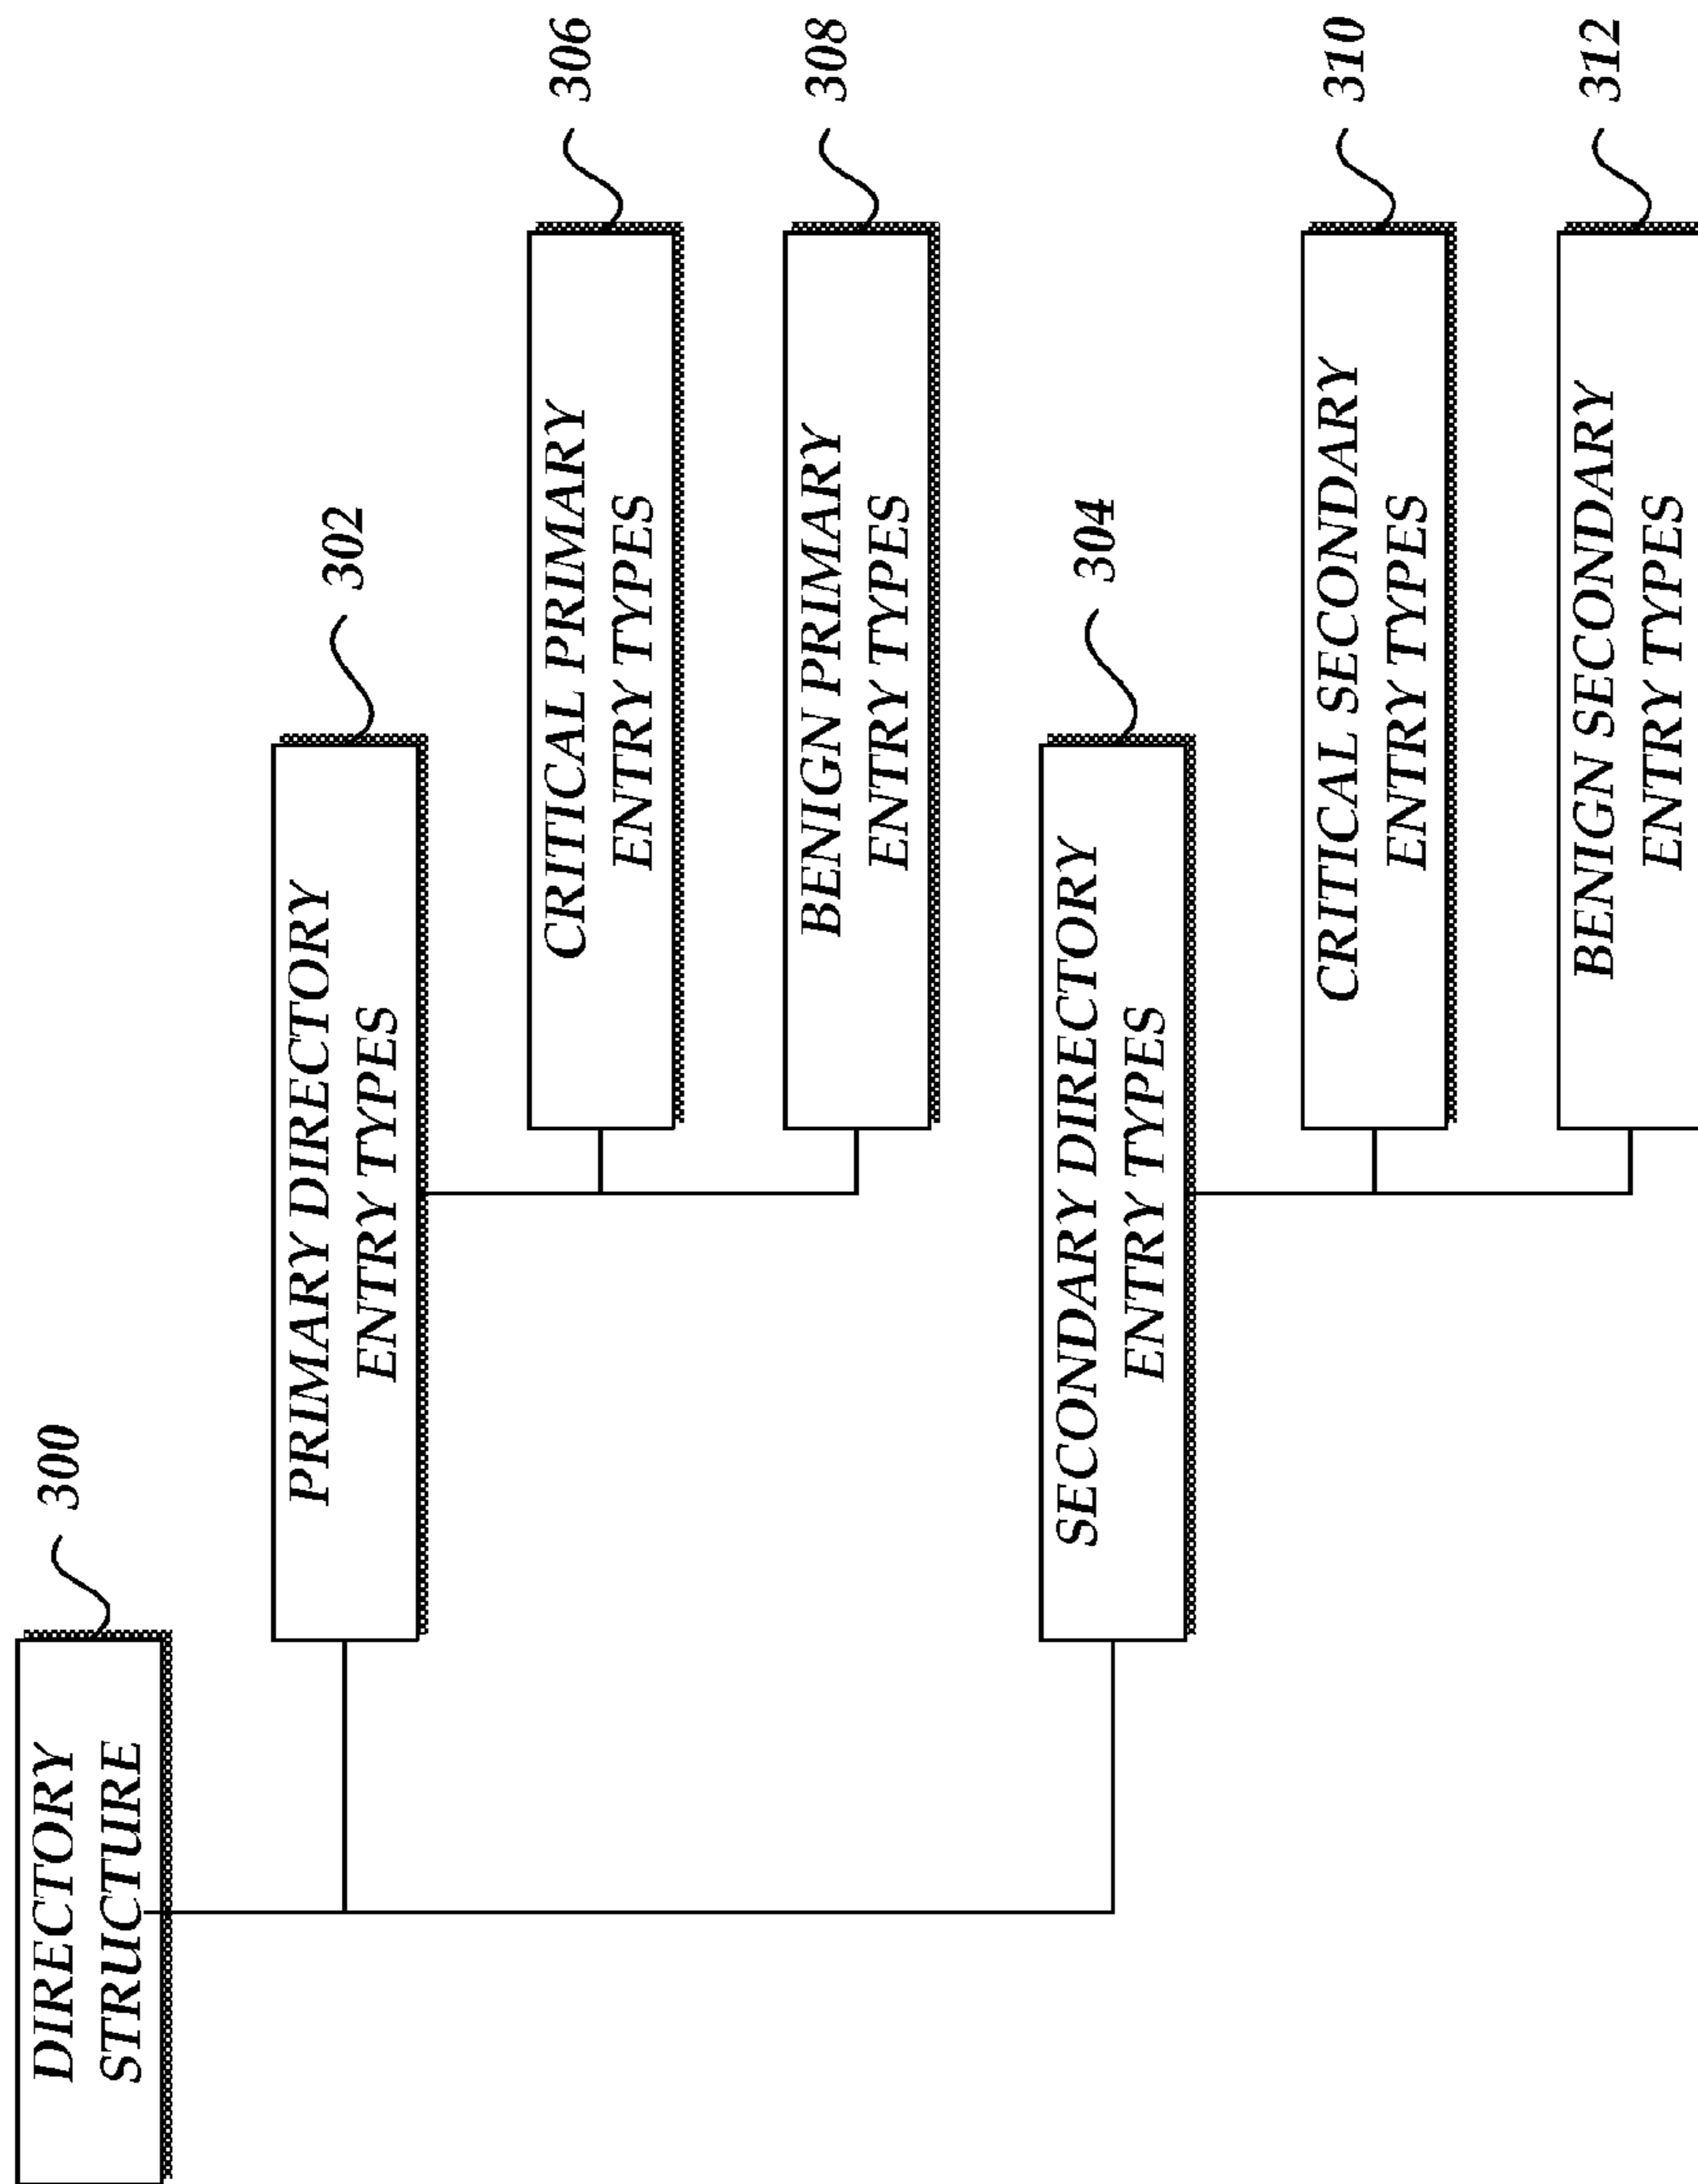 DIRECTORY
STRUCTURE
300
PRIMARY DIRECTORY
ENTRY TYPES
302
CRITICAL PRIMARY
ENTRY TYPES
306
BENIGN PRIMARY
ENTRY TYPES
308
SECONDARY DIRECTORY
ENTRY TYPES
304
CRITICAL SECONDARY
ENTRY TYPES
310
BENIGN SECONDARY
ENTRY TYPES
312